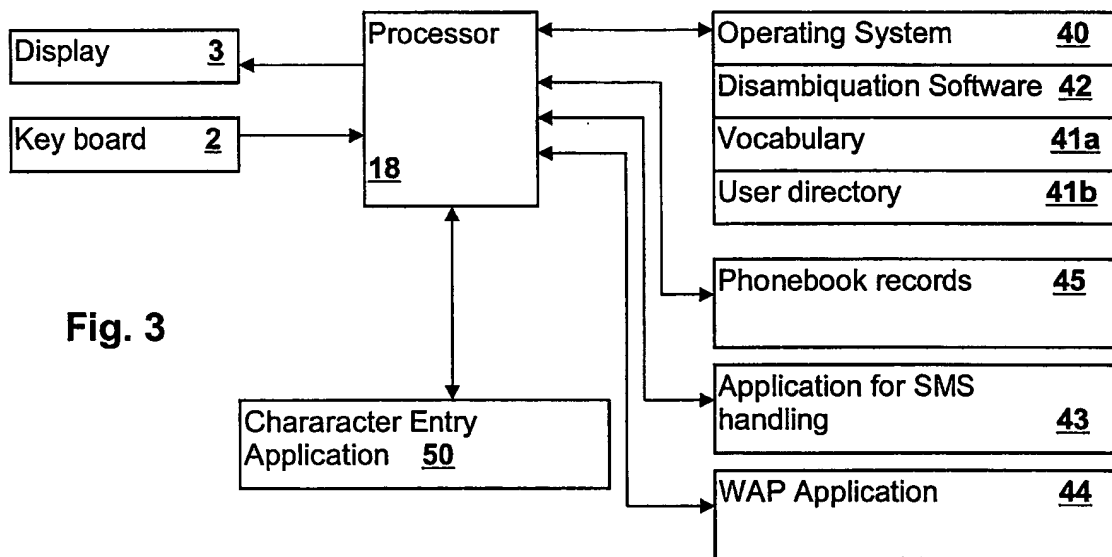 Display 3
Key board 2
Processor
18
Operating System 40
Disambiquation Software 42
Vocabulary 41a
User directory 41b
Phonebook records 45
Fig. 3
Application for SMS
handling 43
Chararacter Entry
Application 50
WAP Application 44